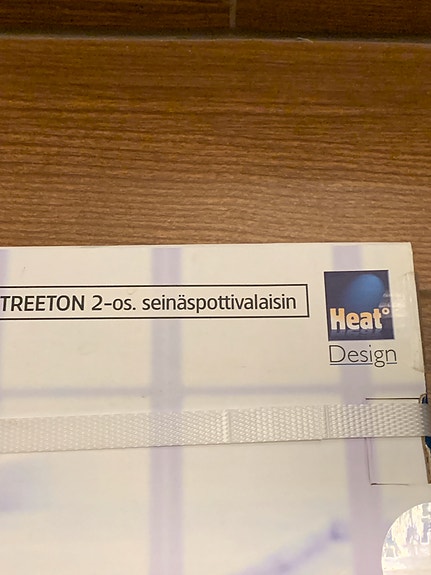 TREETON 2-os. seinäspottivalaisin
Heat°
Design